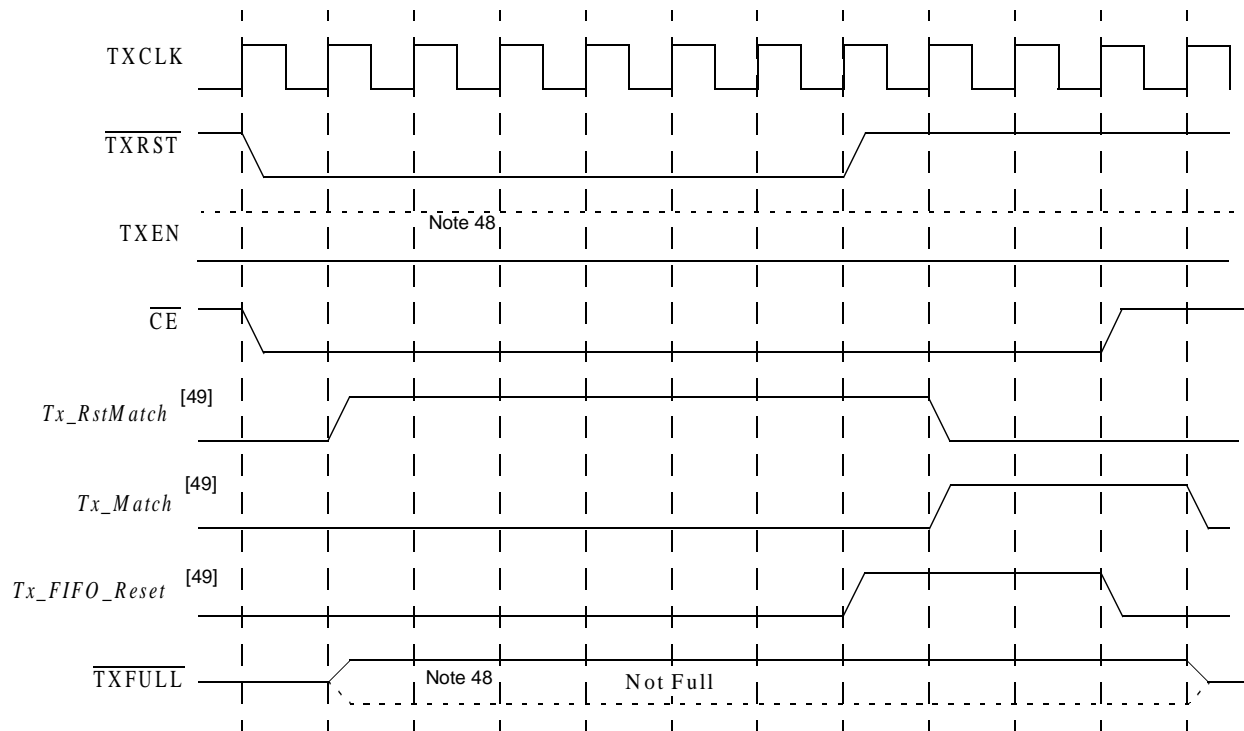 TXCLK
TXRST
Note 48
TXEN
CE
Tx_RstMatch [49]
Tx_Match [49]
Tx_FIFO_Reset [49]
TXFULL Note 48 Not Full